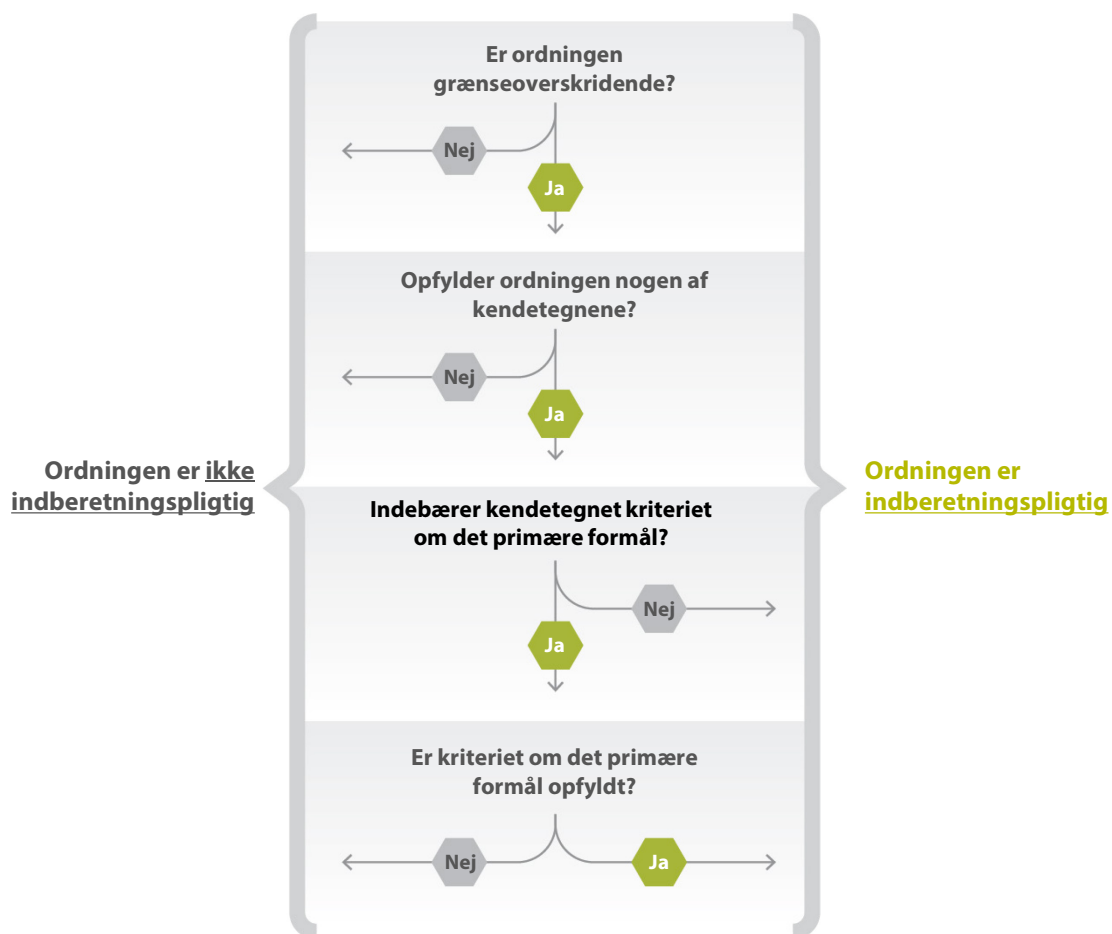 Er ordningen
grænseoverskridende?
Nej
Ja
Opfylder ordningen nogen af
kendetegnene?
Nej
Ja
Ordningen er ikke
indberetningspligtig
Ordningen er
indberetningspligtig
Indebærer kendetegnet kriteriet
om det primære formål?
Nej
Ja
Er kriteriet om det primære
formål opfyldt?
Nej
Ja